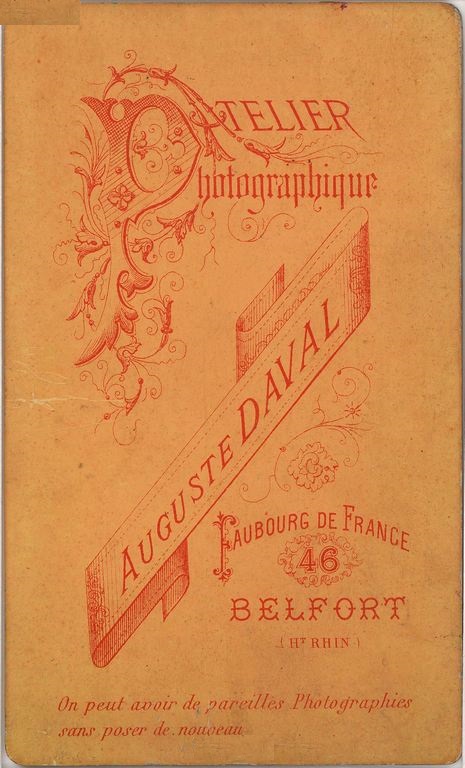 ATELIER
Photographique
AUGUSTE DAVAL
FAUBOURG DE FRANCE
46
BELFORT
(HT RHIN)
On peut avoir de pareilles Photographies
sans poser de nouveau